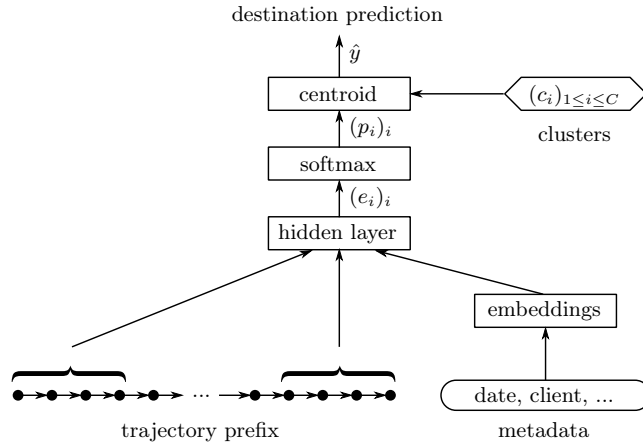 destination prediction
ŷ
centroid
(c_i)_{1≤i≤C}
clusters
(p_i)_i
softmax
(e_i)_i
hidden layer
embeddings
...
date, client, ...
trajectory prefix
metadata